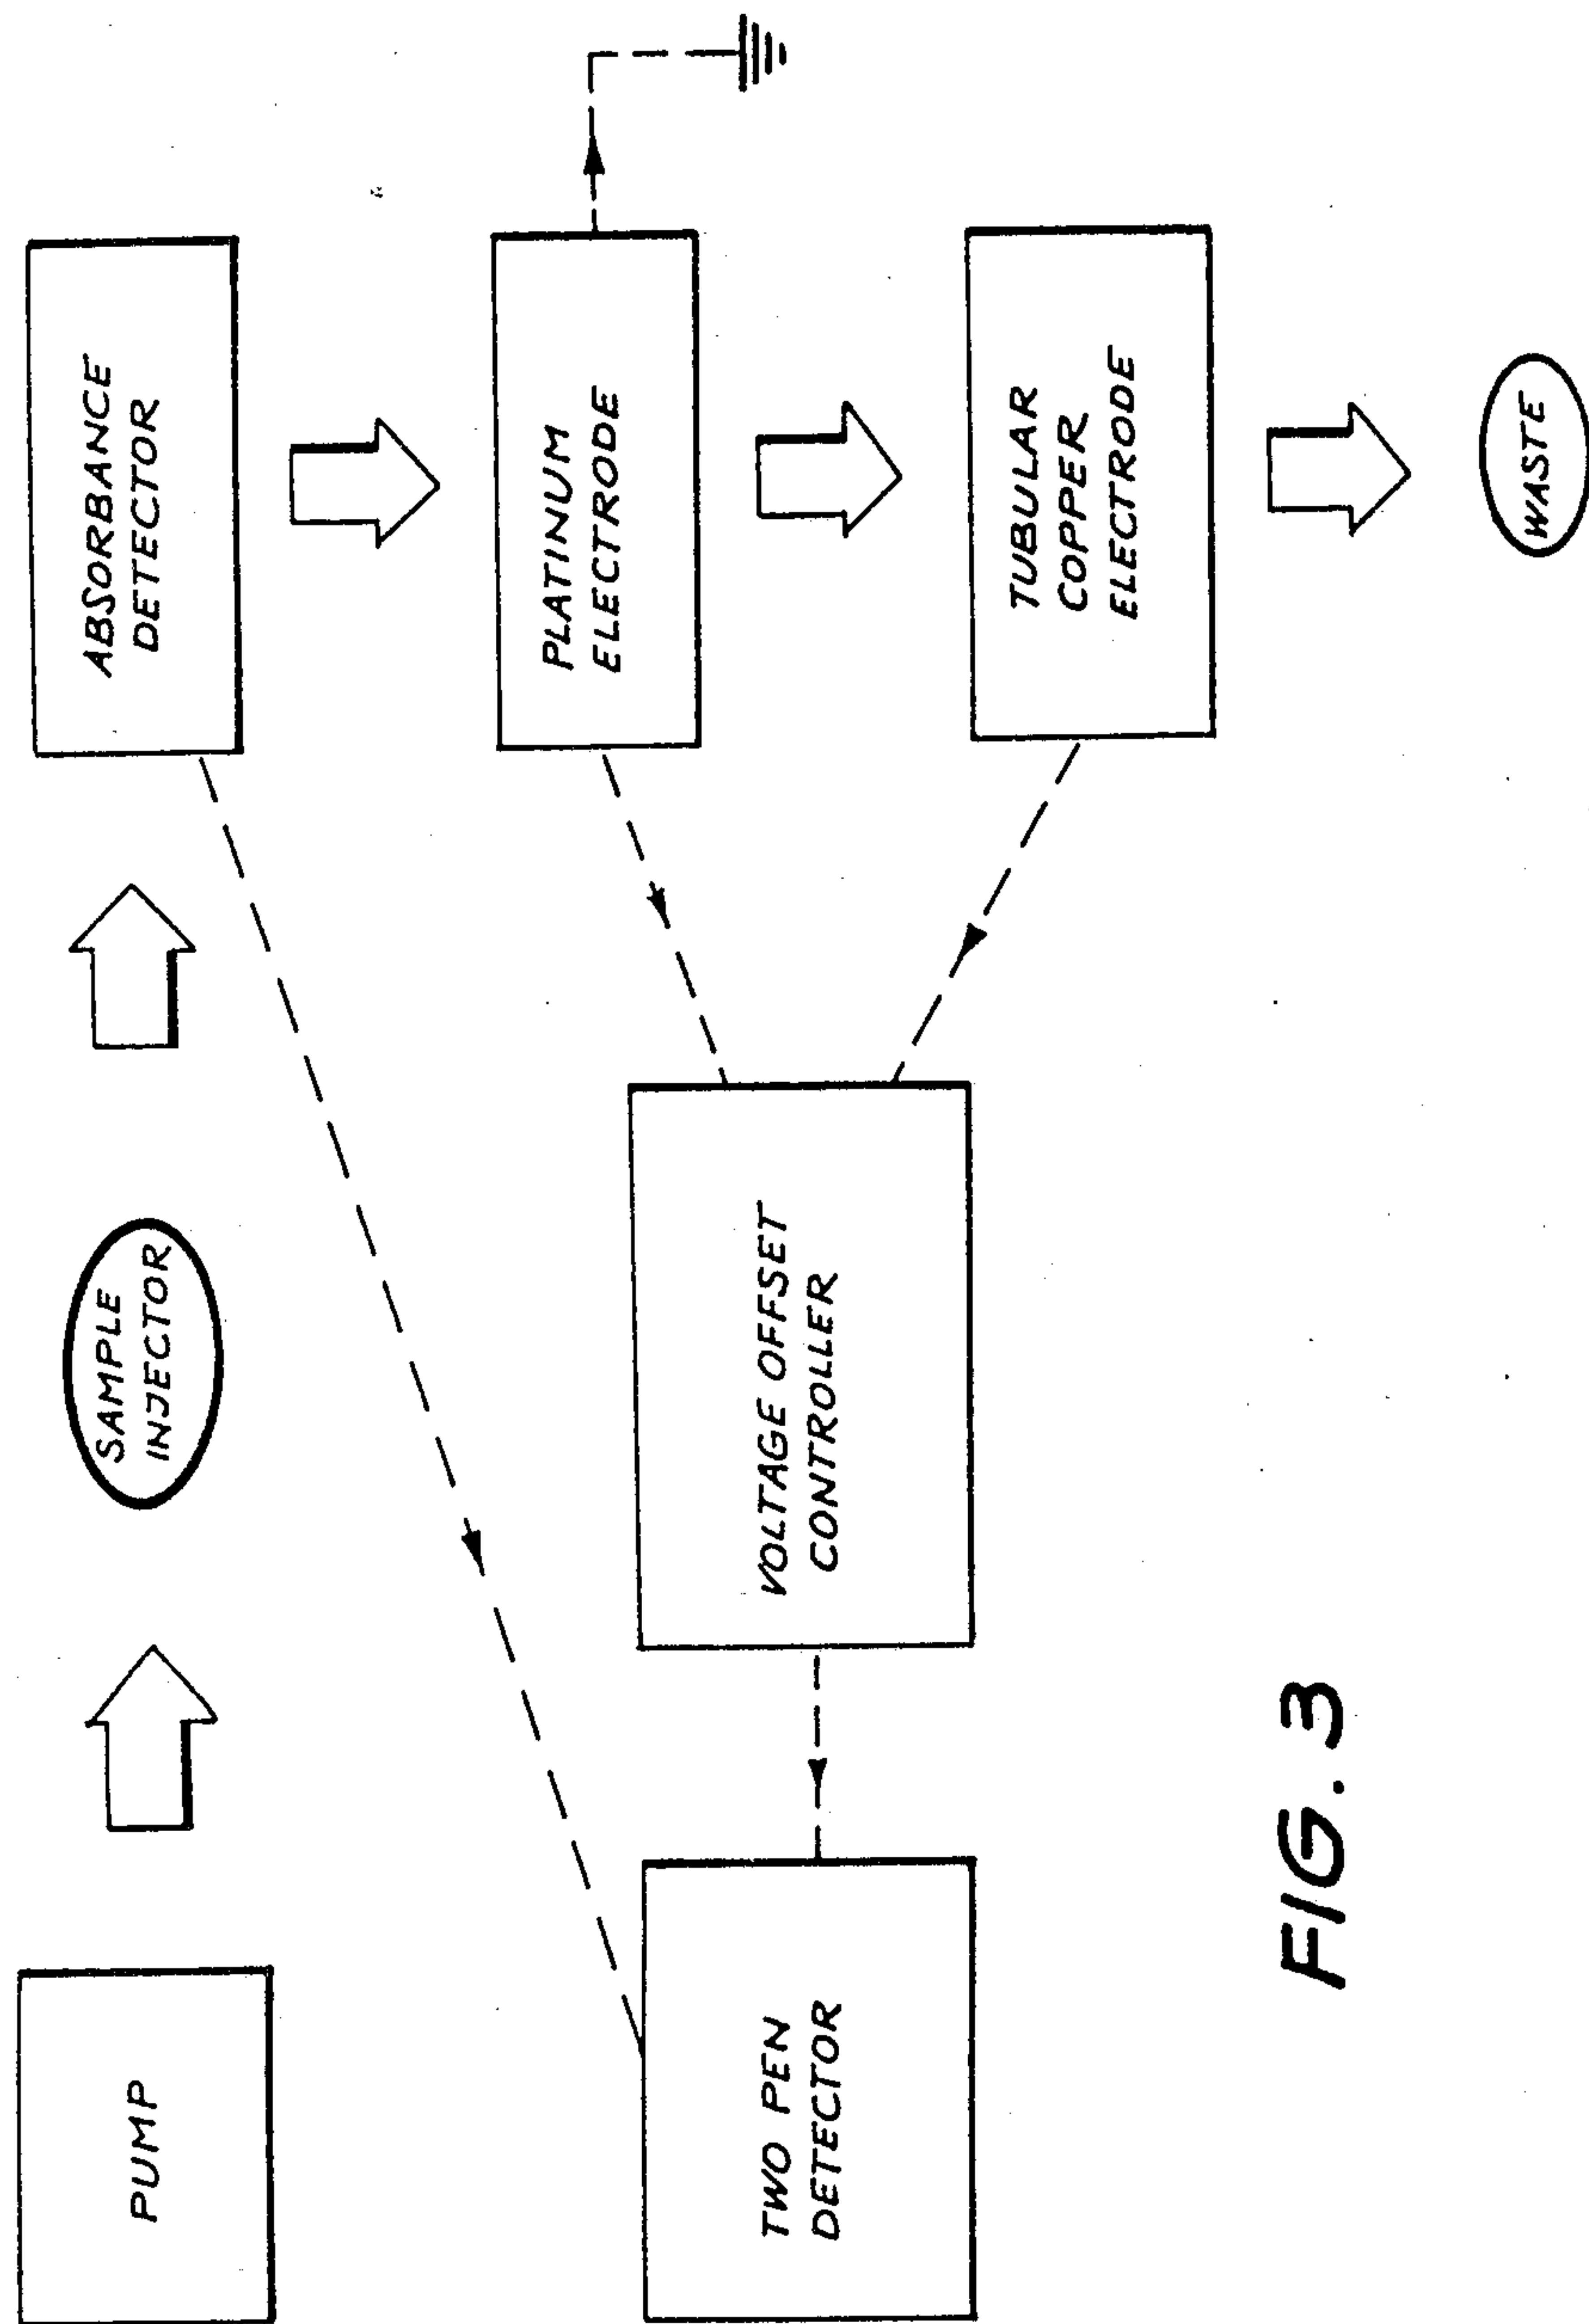 PUMP
SAMPLE
INJECTOR
ABSORBANCE
DETECTOR
PLATINUM
ELECTRODE
TWO PEN
DETECTOR
VOLTAGE OFFSET
CONTROLLER
TUBULAR
COPPER
ELECTRODE
WASTE
FIG. 3